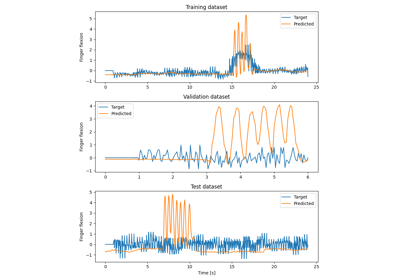 Training dataset
Finger flexion
5
4
3
2
1
0
−1
Target
Predicted
0 5 10 15 20 25
Validation dataset
Finger flexion
4
3
2
1
0
−1
Target
Predicted
0 1 2 3 4 5 6
Test dataset
Finger flexion
5
4
3
2
1
0
−1
Target
Predicted
0 5 10 15 20 25
Time [s]